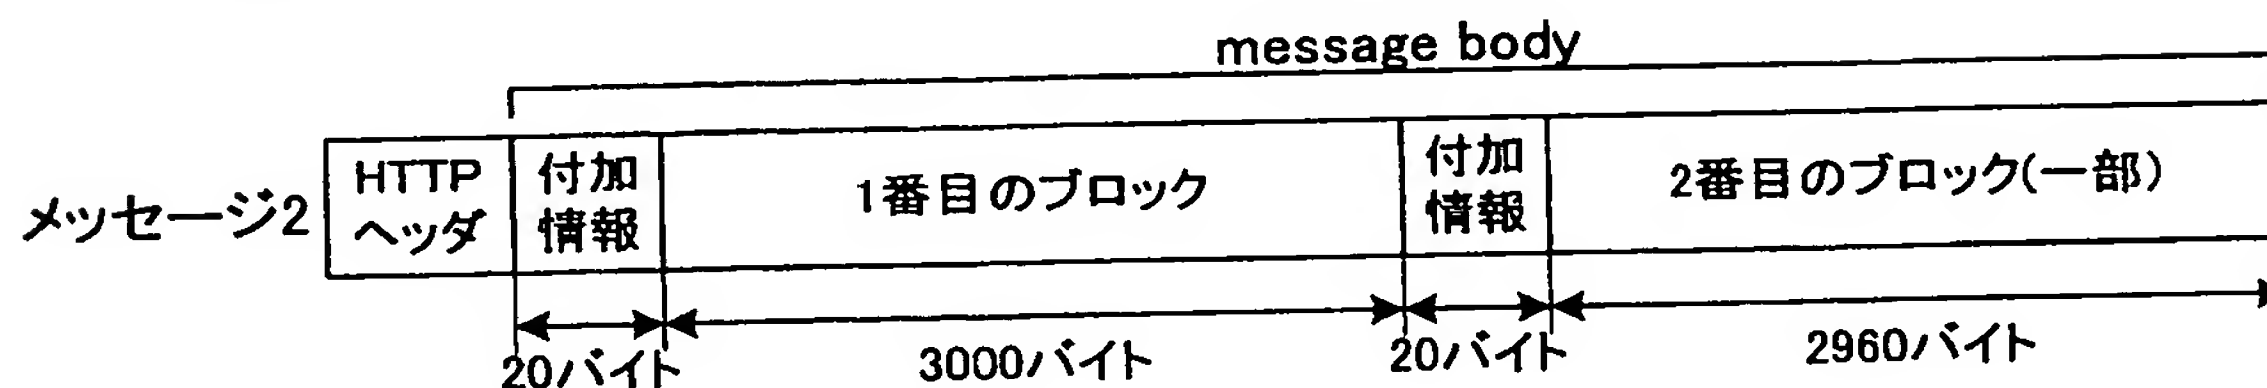 message body
メッセージ2
HTTP
ヘッダ
付加
情報
1番目のブロック
付加
情報
2番目のブロック(一部)
20バイト
3000バイト
20バイト
2960バイト